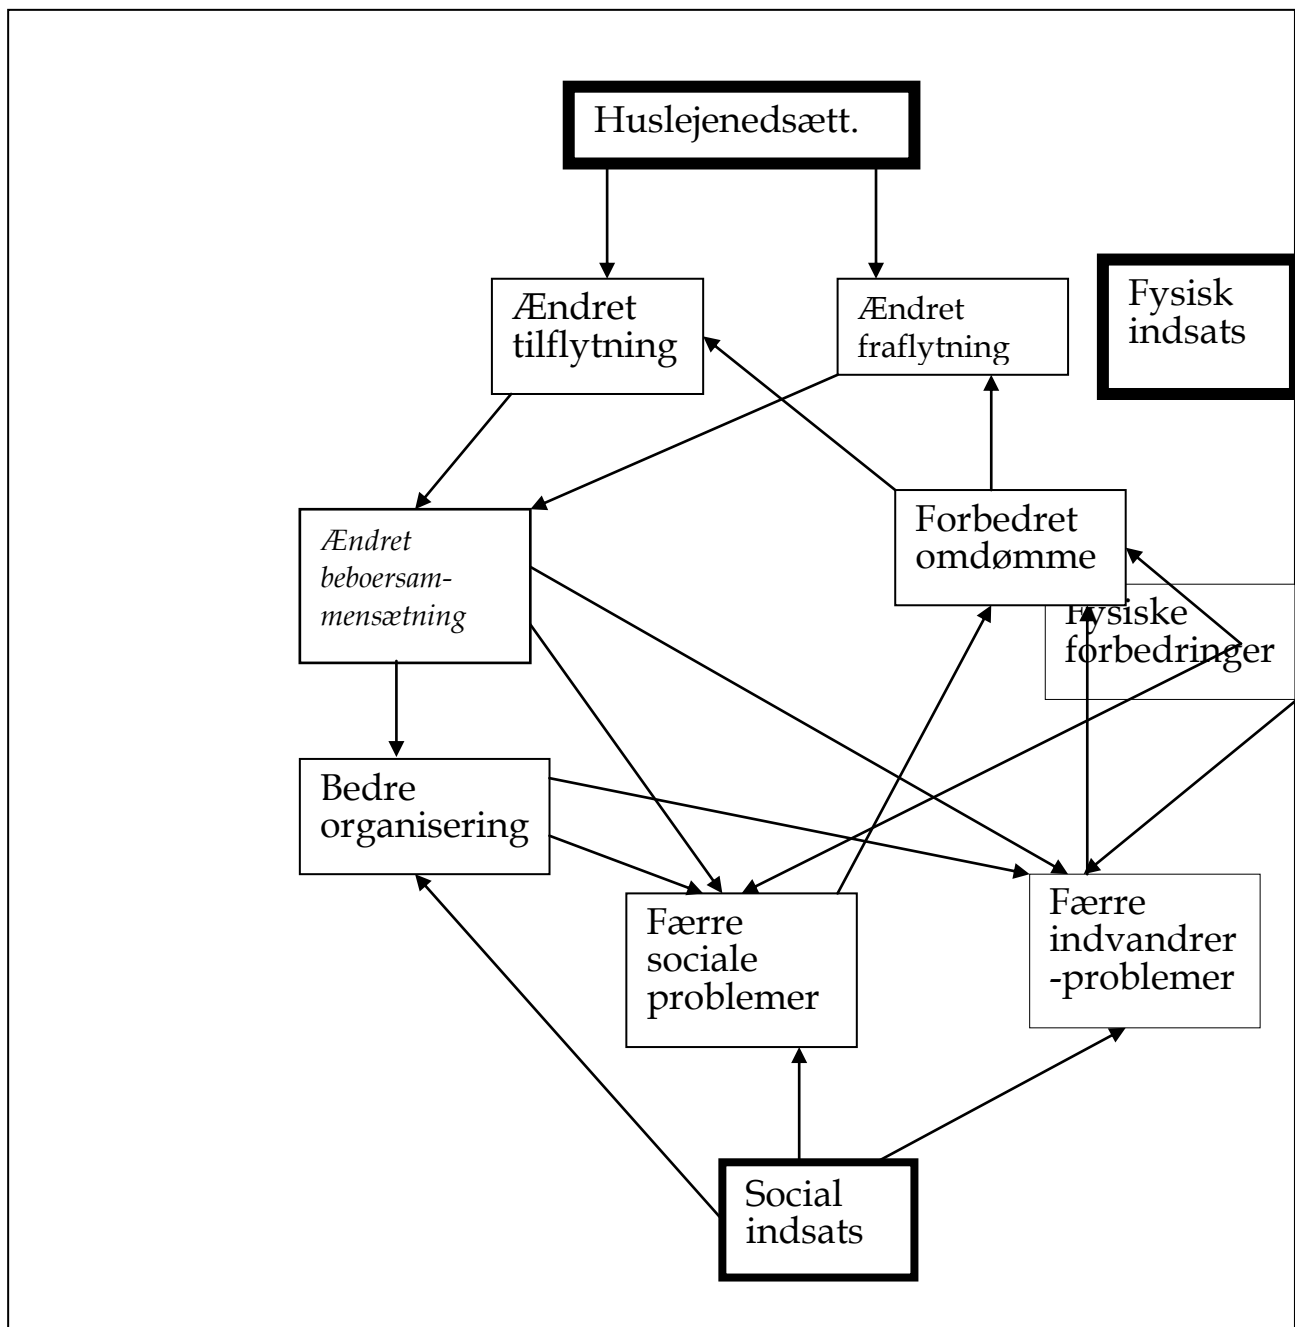 Huslejenedsætt.
Ændret
tilflytning
Ændret
fraflytning
Fysisk
indsats
Ændret
beboersam-
mensætning
Forbedret
omdømme
Fysiske
forbedringer
Bedre
organisering
Færre
sociale
problemer
Færre
indvandrer
-problemer
Social
indsats